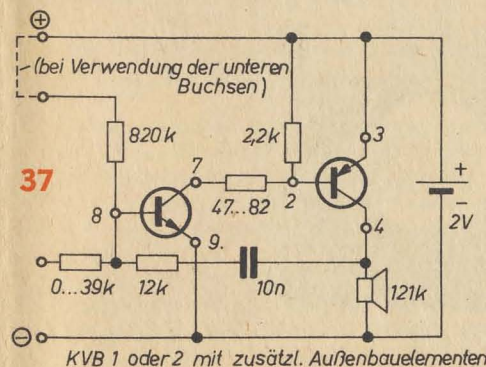 ⊕
(bei Verwendung der unteren
Buchsen)
820k
2,2k
3
37
7
+
8
47...82
2
−
2V
9.
4
0...39k
12k
10n
121k
⊖
KVB 1 oder 2 mit zusätzl. Außenbauelementen